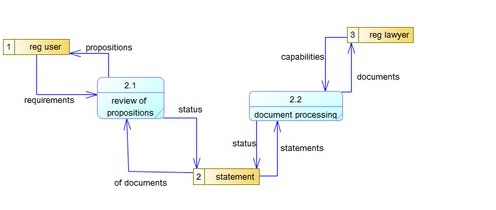 1 reg user
propositions
requirements
2.1
review of
propositions
status
of documents
2 statement
3 reg lawyer
capabilities
documents
2.2
document processing
status
statements